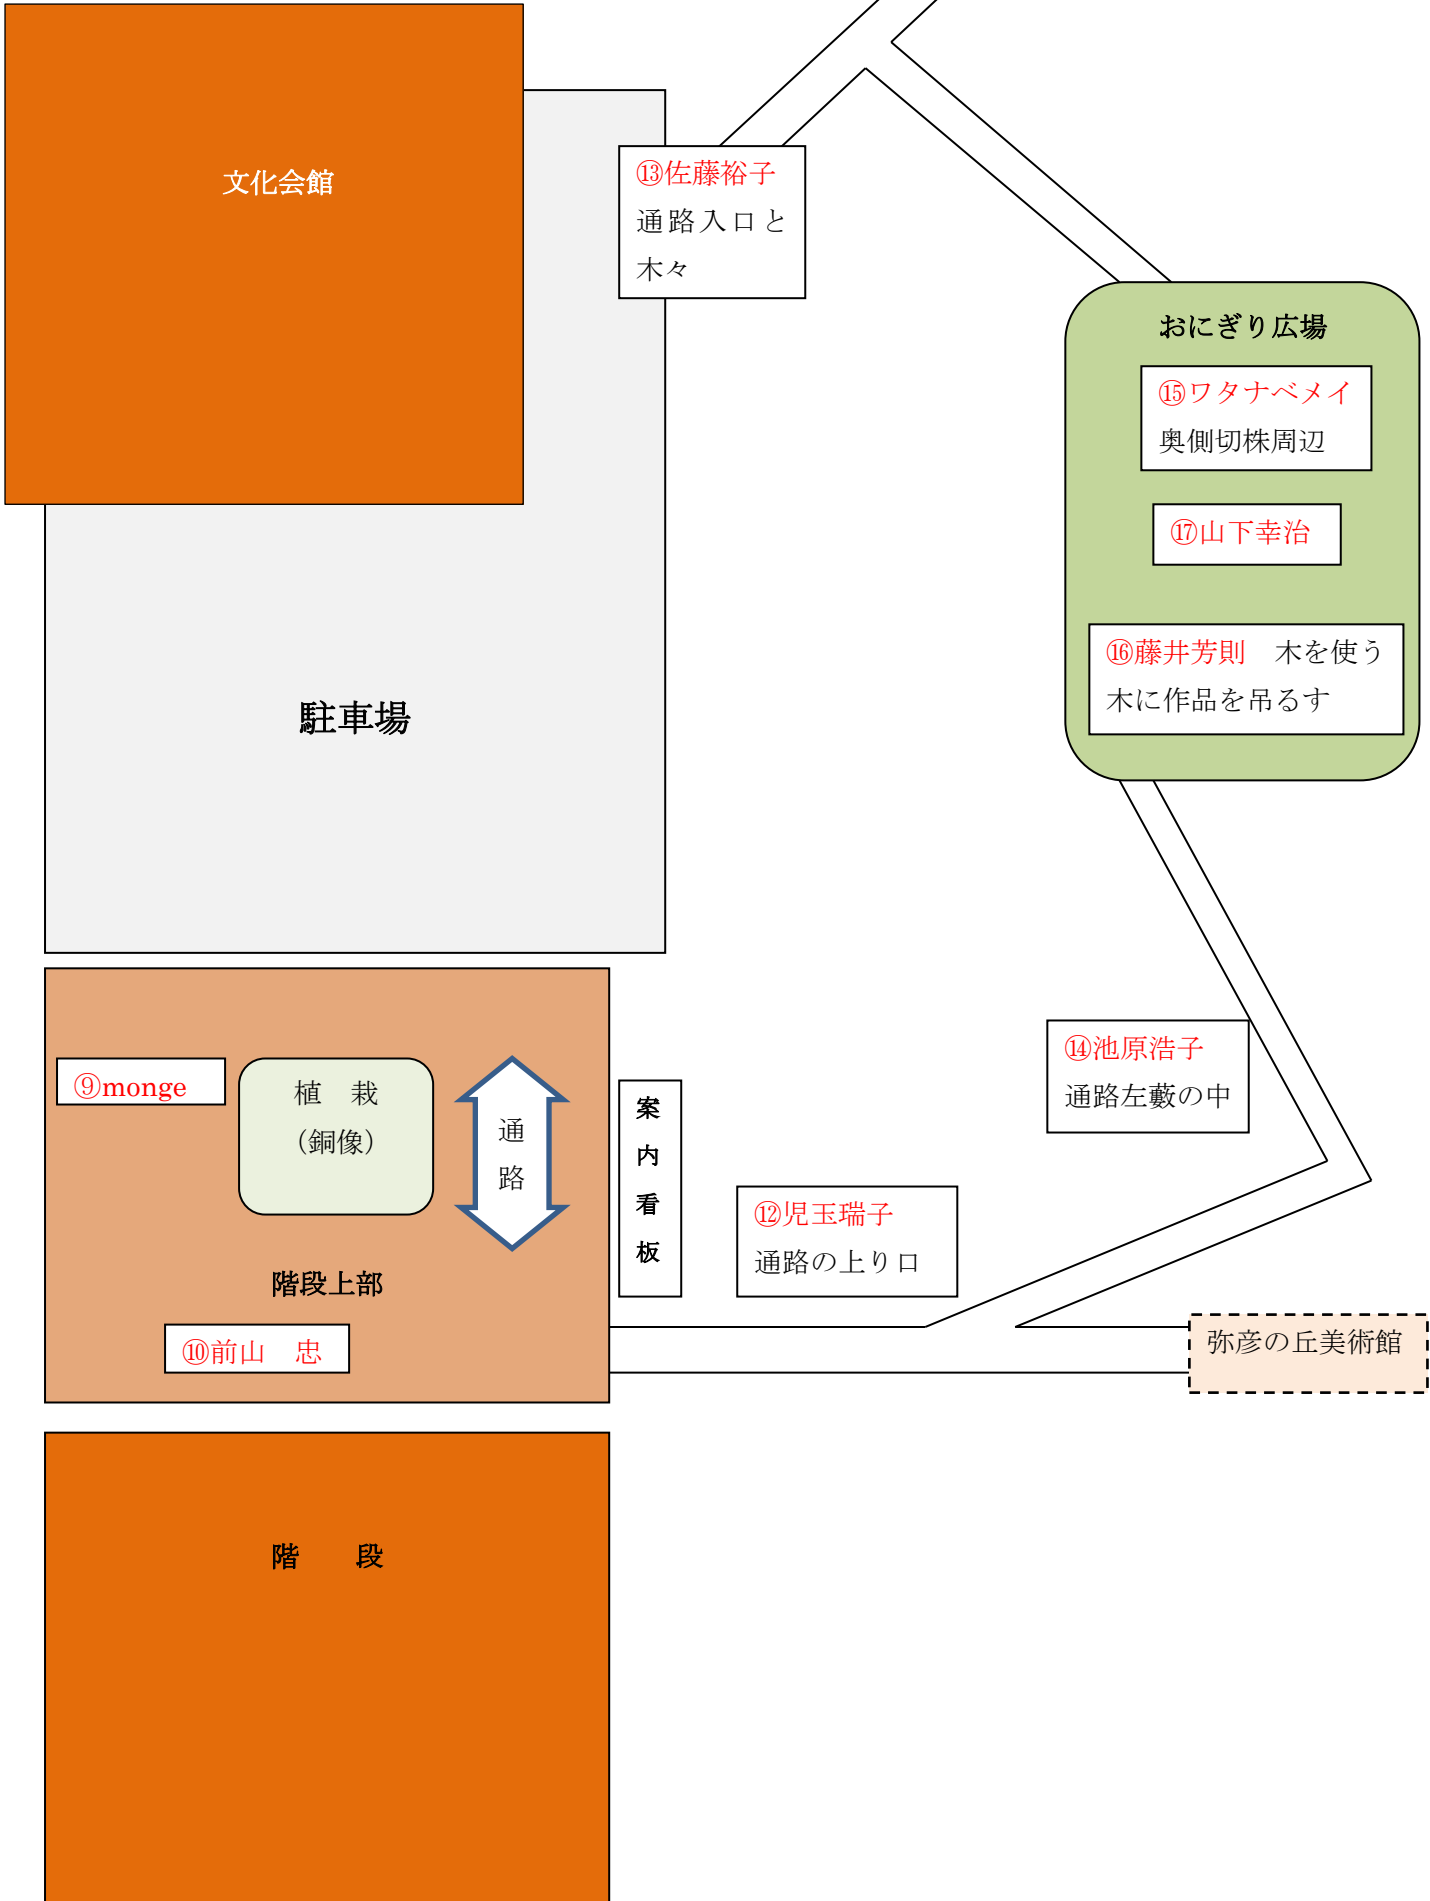 文化会館
⑬佐藤裕子
通路入口と
木々
おにぎり広場
⑮ワタナベメイ
奥側切株周辺
⑰山下幸治
⑯藤井芳則　木を使う
木に作品を吊るす
駐車場
⑨monge
植　栽
（銅像）
通
路
案
内
看
板
⑭池原浩子
通路左藪の中
⑫児玉瑞子
通路の上り口
階段上部
⑩前山　忠
弥彦の丘美術館
階　　段